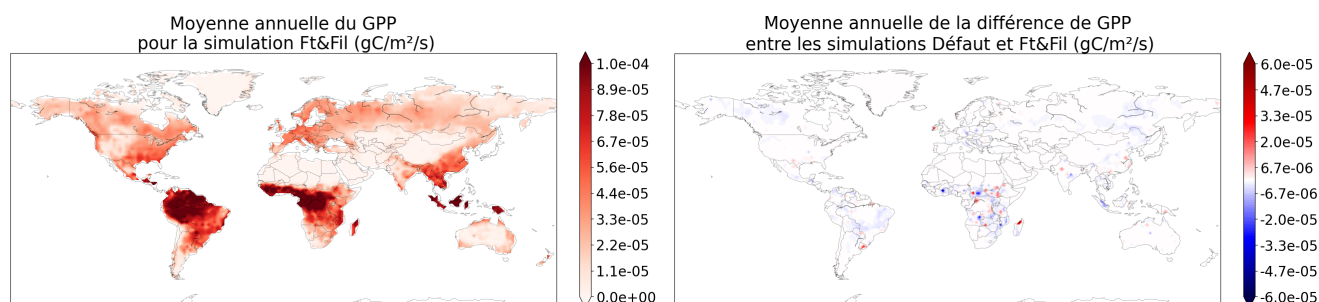 Moyenne annuelle du GPP
pour la simulation Ft&Fil (gC/m²/s)
1.0e-04
8.9e-05
7.8e-05
6.7e-05
5.6e-05
4.4e-05
3.3e-05
2.2e-05
1.1e-05
0.0e+00
Moyenne annuelle de la différence de GPP
entre les simulations Défaut et Ft&Fil (gC/m²/s)
6.0e-05
4.7e-05
3.3e-05
2.0e-05
6.7e-06
-6.7e-06
-2.0e-05
-3.3e-05
-4.7e-05
-6.0e-05